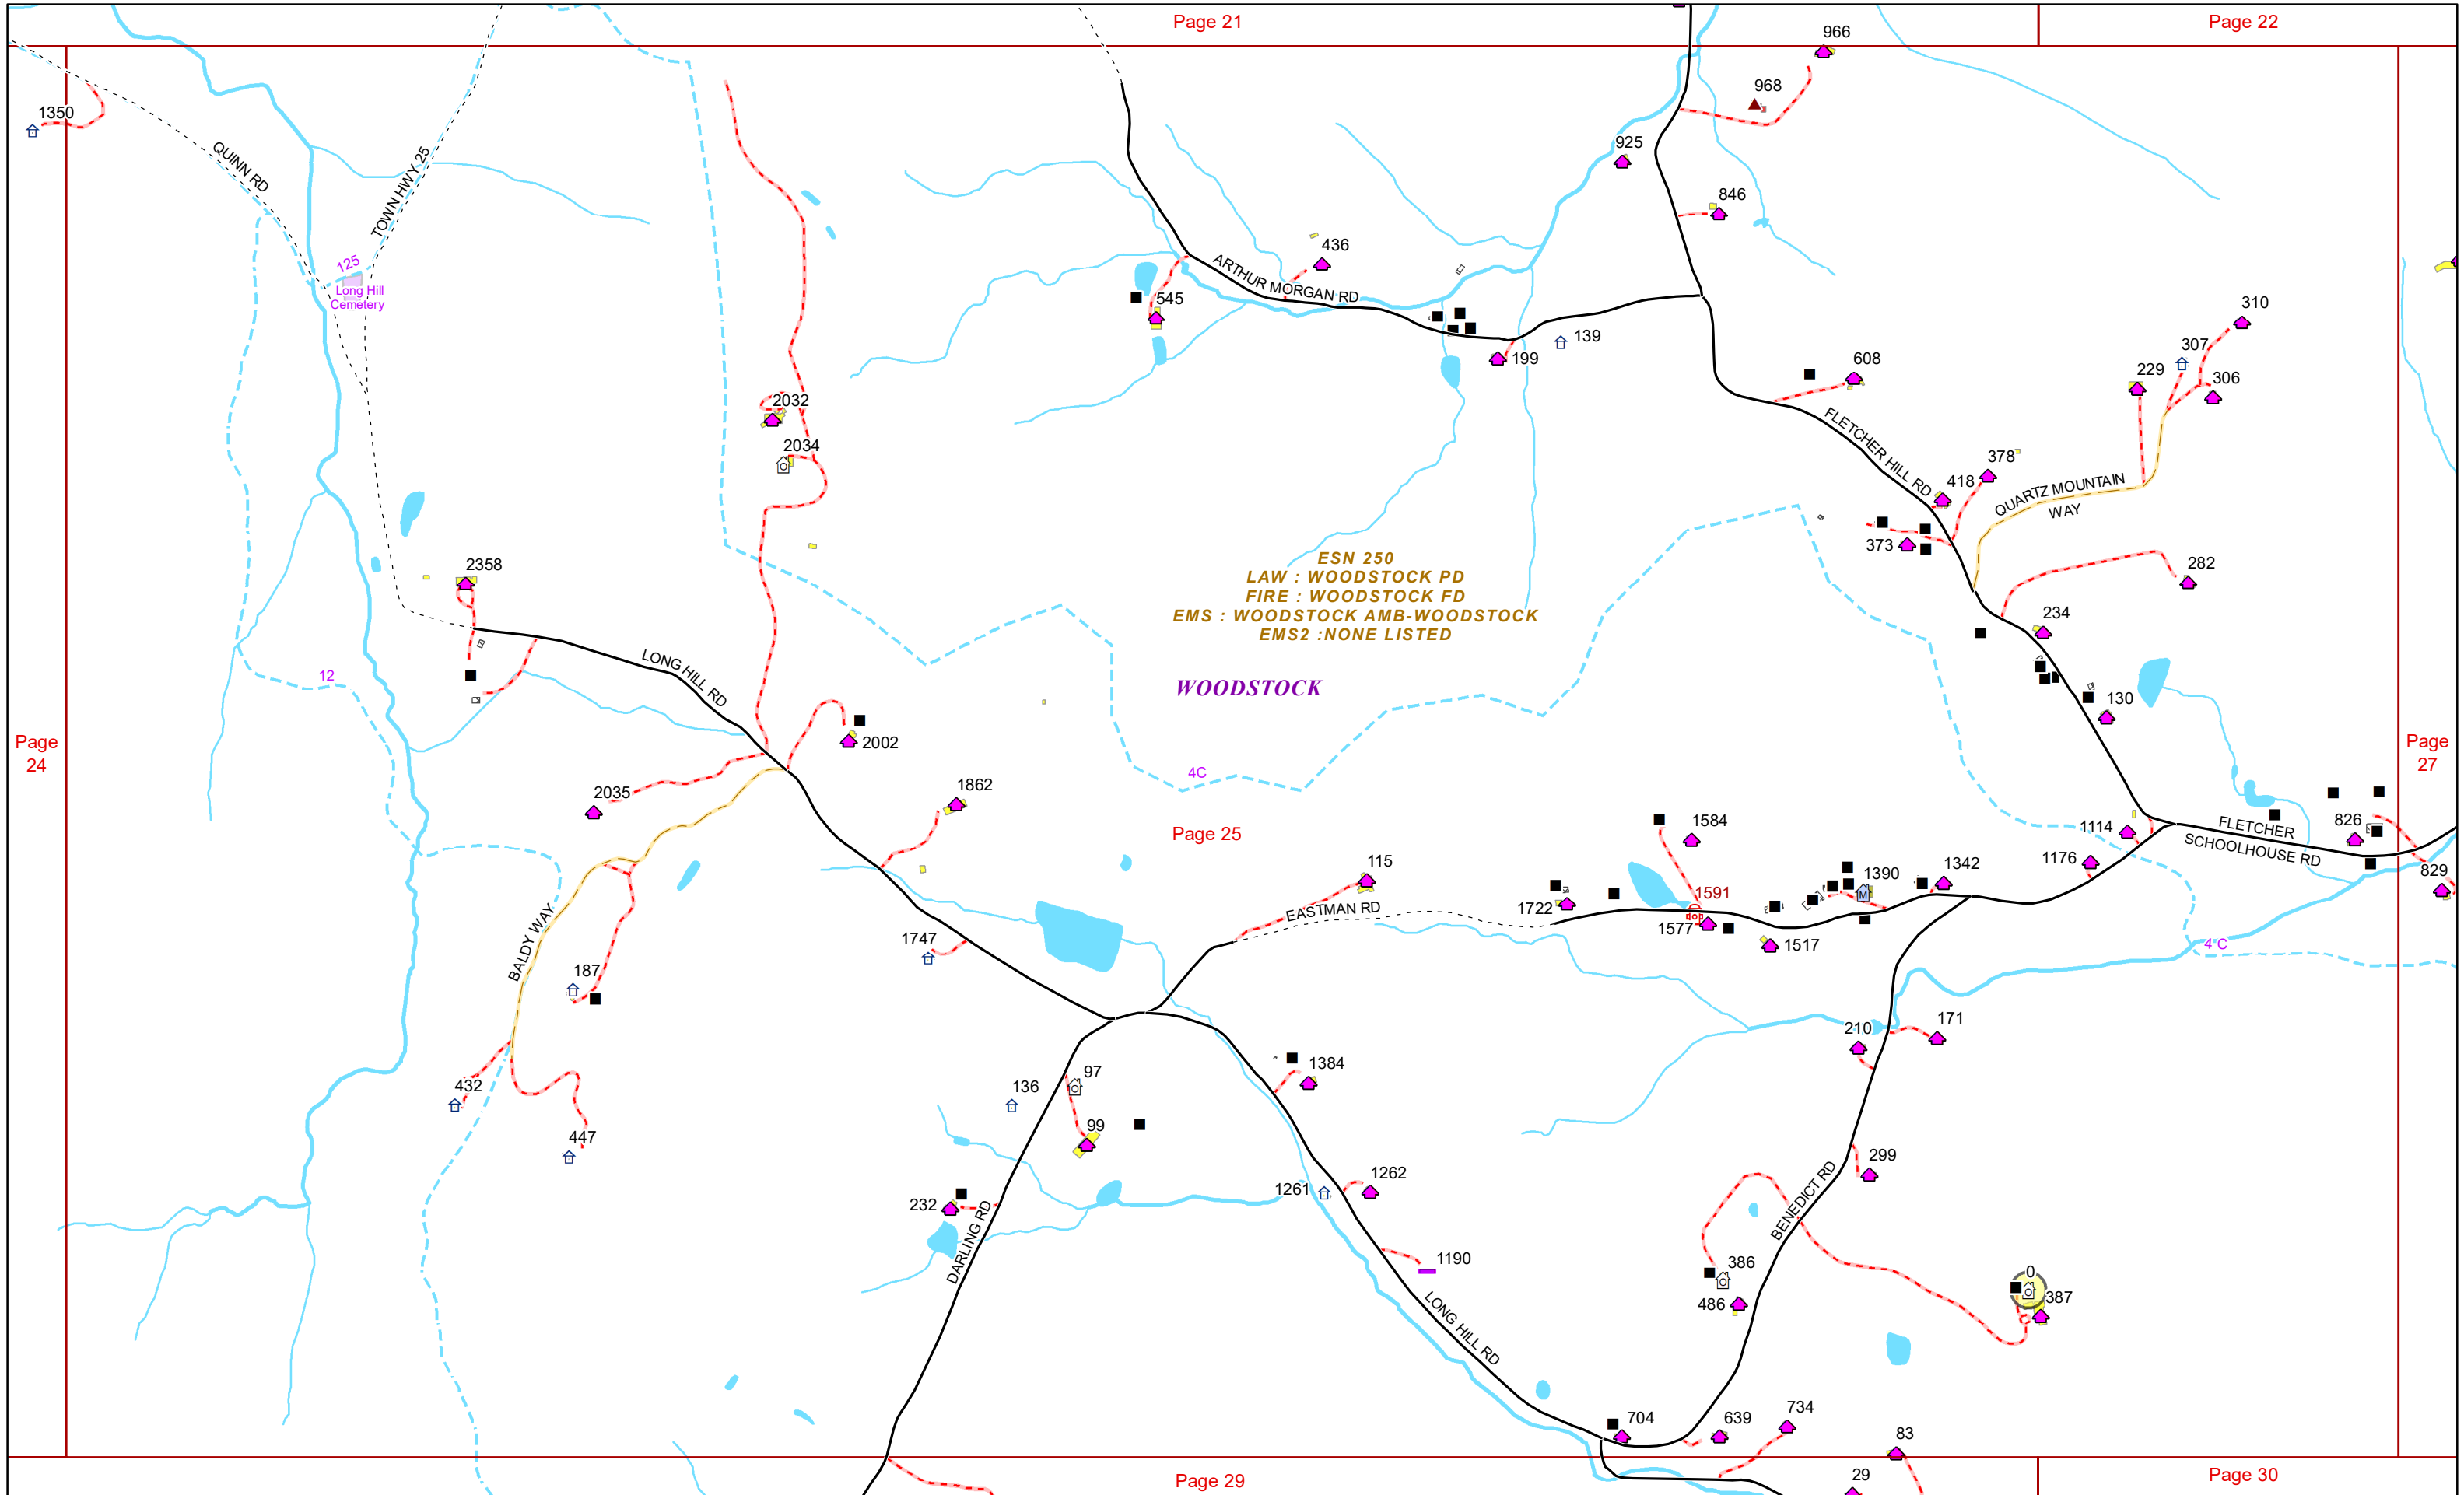 Page 21
Page 22
966
968
1350
925
QUINN RD
TOWN HWY 25
846
436
125
Long Hill
Cemetery
ARTHUR MORGAN RD
545
139
199
310
307
229
306
608
2032
2034
FLETCHER HILL RD
378
418
QUARTZ MOUNTAIN
WAY
373
ESN 250
LAW : WOODSTOCK PD
FIRE : WOODSTOCK FD
EMS : WOODSTOCK AMB-WOODSTOCK
EMS2 :NONE LISTED
2358
282
234
LONG HILL RD
12
WOODSTOCK
130
2002
Page
24
Page
27
4C
2035
1862
Page 25
1584
1114
FLETCHER
SCHOOLHOUSE RD
826
829
1176
1342
1390
115
EASTMAN RD
1722
1591
1577
1517
1747
BALDY WAY
187
4 C
210
171
432
447
136
97
99
1384
1261
1262
299
232
DARLING RD
BENEDICT RD
1190
386
486
0
387
LONG HILL RD
704
639
734
83
29
Page 29
Page 30